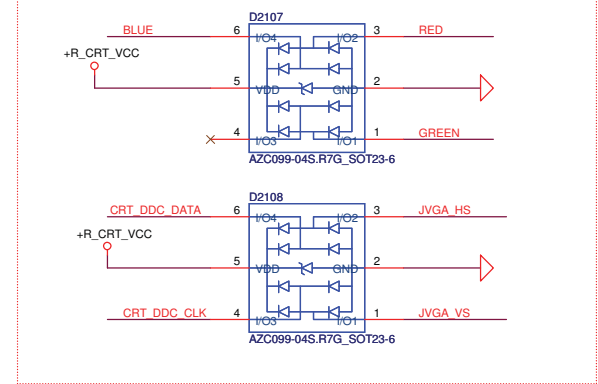 D2107
BLUE 6 I/O4 I/O2 3 RED
+R_CRT_VCC
5 VDD GND 2
4 I/O3 I/O1 1 GREEN
AZC099-04S.R7G_SOT23-6
D2108
CRT_DDC_DATA 6 I/O4 I/O2 3 JVGA_HS
+R_CRT_VCC
5 VDD GND 2
CRT_DDC_CLK 4 I/O3 I/O1 1 JVGA_VS
AZC099-04S.R7G_SOT23-6